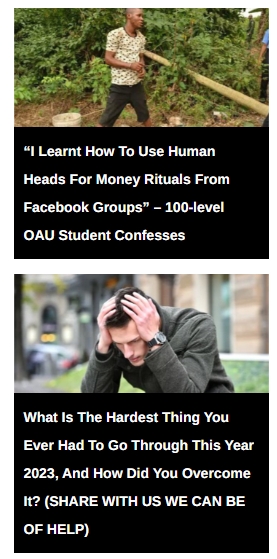 “I Learnt How To Use Human
Heads For Money Rituals From
Facebook Groups” – 100-level
OAU Student Confesses
What Is The Hardest Thing You
Ever Had To Go Through This Year
2023, And How Did You Overcome
It? (SHARE WITH US WE CAN BE
OF HELP)